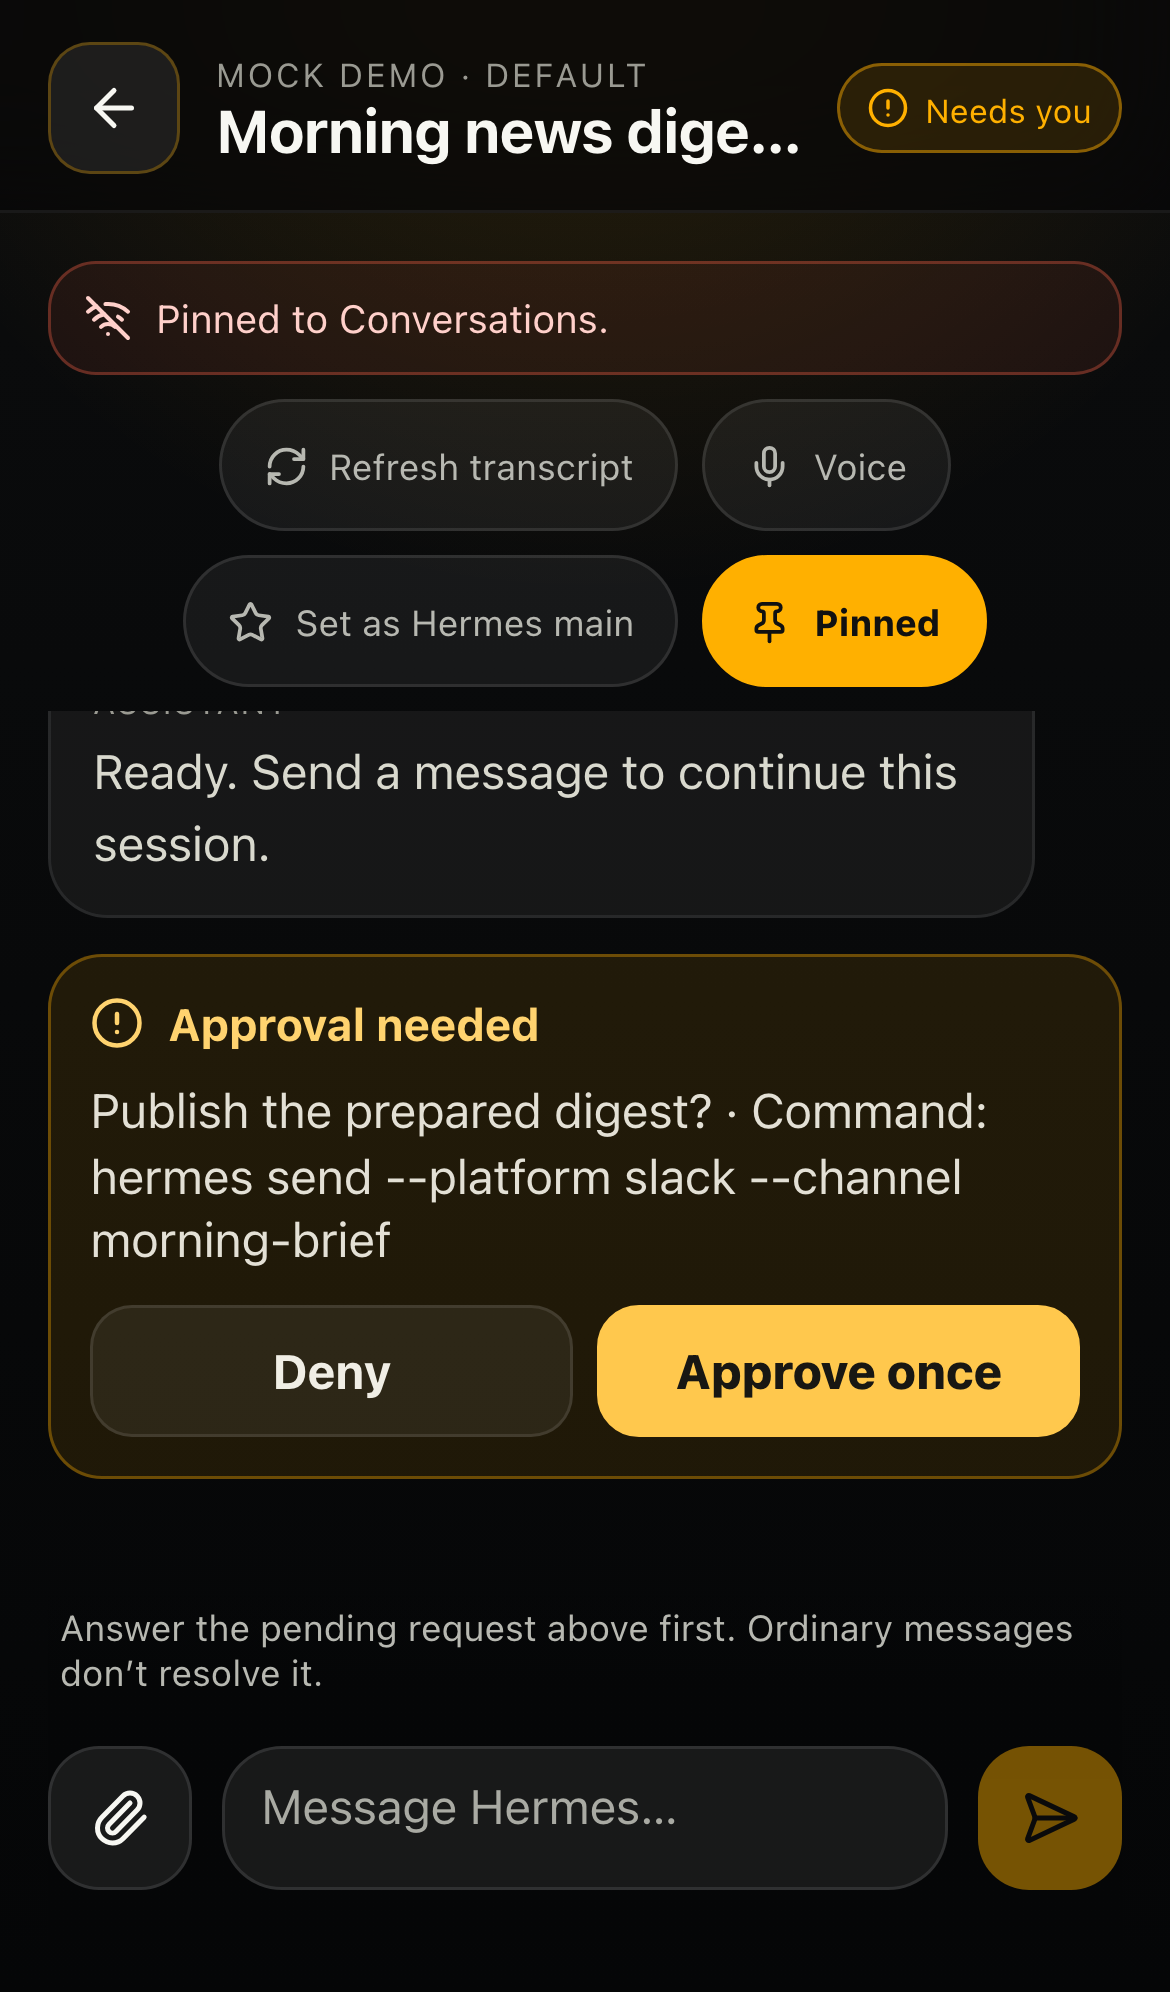 MOCK DEMO · DEFAULT
Morning news dige...
Needs you
Pinned to Conversations.
Refresh transcript
Voice
Set as Hermes main
Pinned
ASSISTANT
Ready. Send a message to continue this
session.
Approval needed
Publish the prepared digest? · Command:
hermes send --platform slack --channel
morning-brief
Deny
Approve once
Answer the pending request above first. Ordinary messages
don’t resolve it.
Message Hermes...